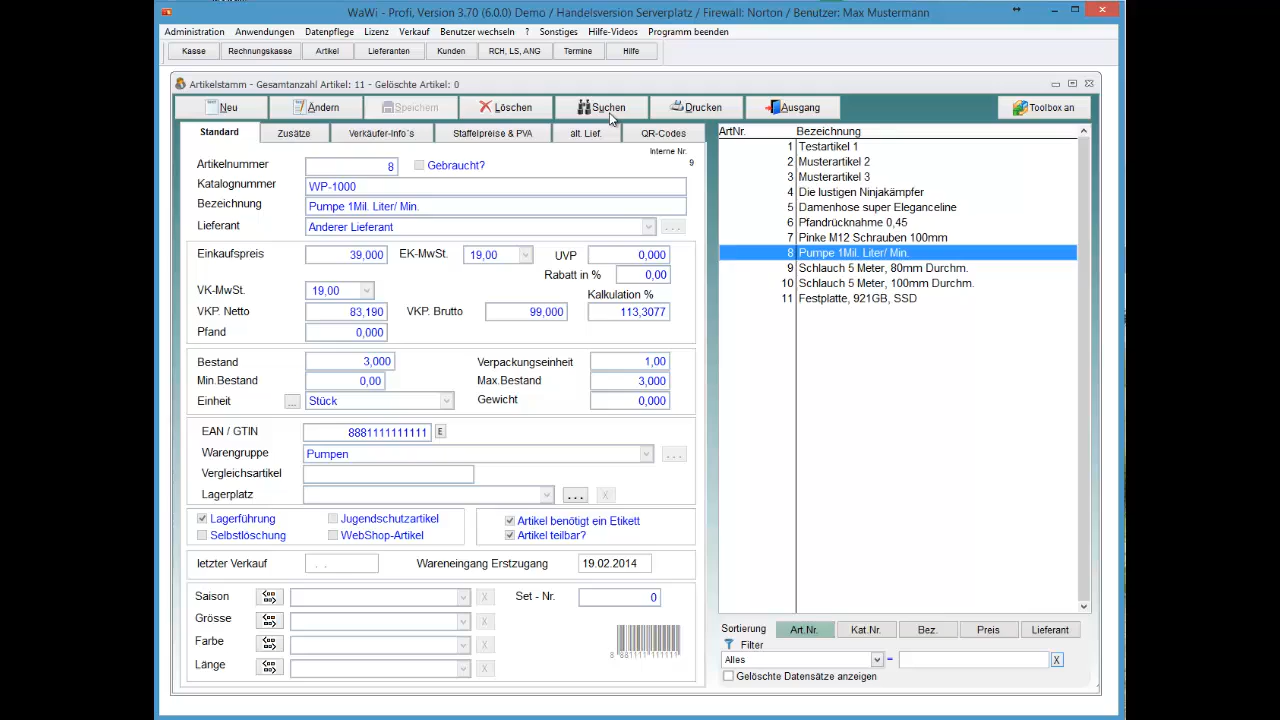 WaWi - Profi, Version 3.70 (6.0.0) Demo / Handelsversion Serverplatz / Firewall: Norton / Benutzer: Max Mustermann
Administration Anwendungen Datenpflege Lizenz Verkauf Benutzer wechseln ? Sonstiges Hilfe-Videos Programm beenden
Kasse Rechnungskasse Artikel Lieferanten Kunden RCH, LS, ANG Termine Hilfe
Artikelstamm - Gesamtanzahl Artikel: 11 - Gelöschte Artikel: 0
Neu Ändern Speichern Löschen Suchen Drucken Ausgang Toolbox an
Standard Zusätze Verkäufer-Info´s Staffelpreise & PVA alt. Lief. QR-Codes
Interne Nr.
9
Artikelnummer 8 Gebraucht?
Katalognummer WP-1000
Bezeichnung Pumpe 1Mil. Liter/ Min.
Lieferant Anderer Lieferant ...
Einkaufspreis 39,000 EK-MwSt. 19,00 UVP 0,000
Rabatt in % 0,00
VK-MwSt. 19,00 Kalkulation %
VKP. Netto 83,190 VKP. Brutto 99,000 113,3077
Pfand 0,000
Bestand 3,000 Verpackungseinheit 1,00
Min.Bestand 0,00 Max.Bestand 3,000
Einheit ... Stück Gewicht 0,000
EAN / GTIN 8881111111111 E
Warengruppe Pumpen ...
Vergleichsartikel
Lagerplatz ... X
Lagerführung Jugendschutzartikel Artikel benötigt ein Etikett
Selbstlöschung WebShop-Artikel Artikel teilbar?
letzter Verkauf . . Wareneingang Erstzugang 19.02.2014
Saison X Set - Nr. 0
Grösse X
Farbe X
Länge X
8 881111 111111
ArtNr. Bezeichnung
1 Testartikel 1
2 Musterartikel 2
3 Musterartikel 3
4 Die lustigen Ninjakämpfer
5 Damenhose super Eleganceline
6 Pfandrücknahme 0,45
7 Pinke M12 Schrauben 100mm
8 Pumpe 1Mil. Liter/ Min.
9 Schlauch 5 Meter, 80mm Durchm.
10 Schlauch 5 Meter, 100mm Durchm.
11 Festplatte, 921GB, SSD
Sortierung Art.Nr. Kat.Nr. Bez. Preis Lieferant
Filter
Alles = X
Gelöschte Datensätze anzeigen